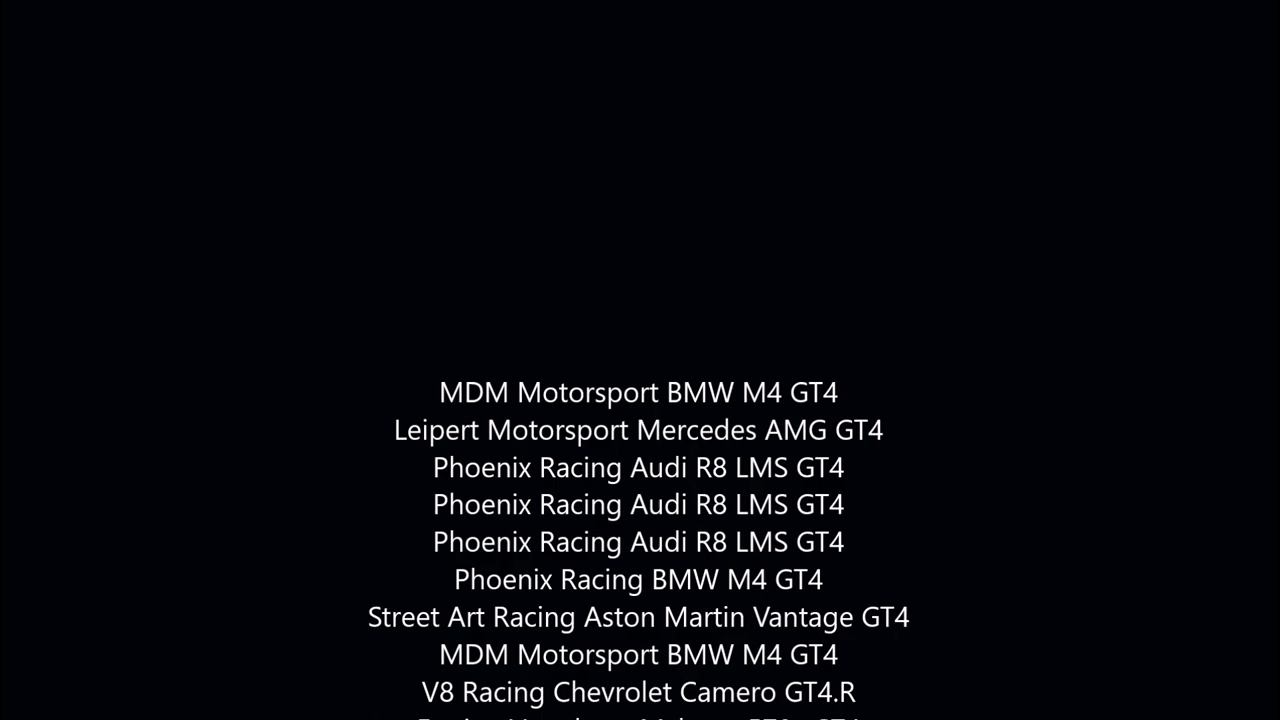 MDM Motorsport BMW M4 GT4
Leipert Motorsport Mercedes AMG GT4
Phoenix Racing Audi R8 LMS GT4
Phoenix Racing Audi R8 LMS GT4
Phoenix Racing Audi R8 LMS GT4
Phoenix Racing BMW M4 GT4
Street Art Racing Aston Martin Vantage GT4
MDM Motorsport BMW M4 GT4
V8 Racing Chevrolet Camero GT4.R